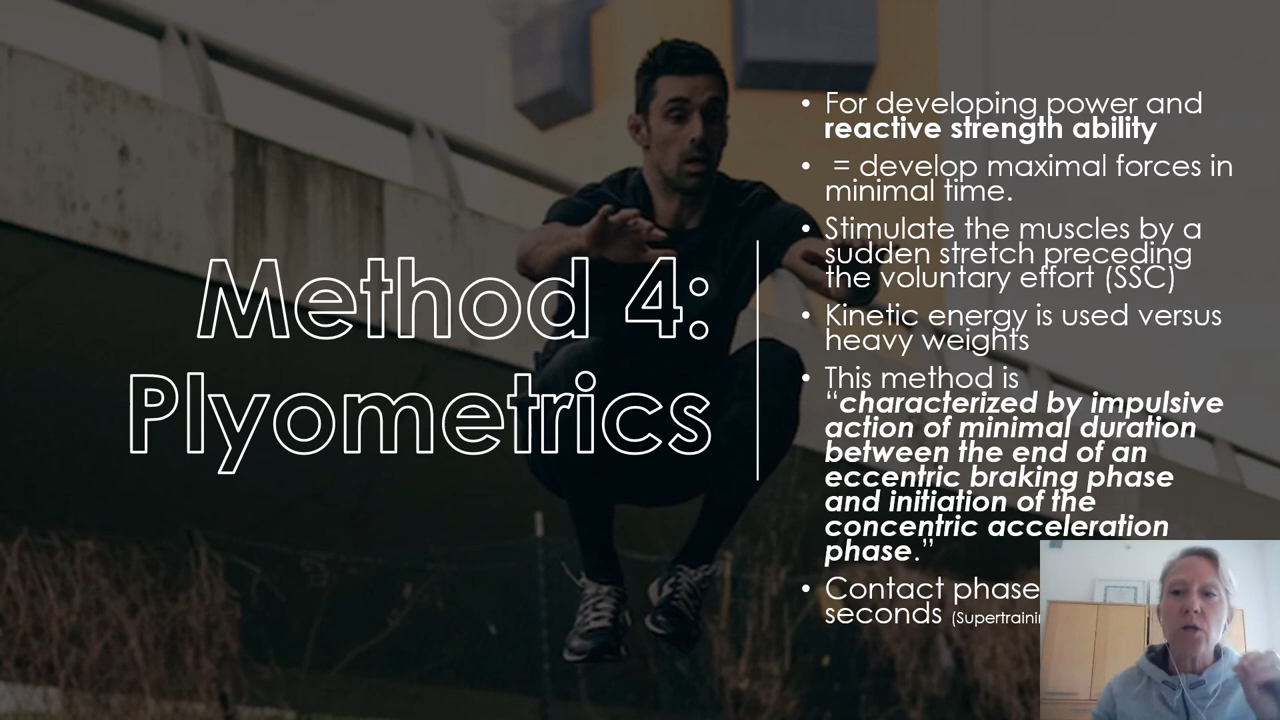 Method 4:
Plyometrics
• For developing power and
reactive strength ability
• = develop maximal forces in
minimal time.
• Stimulate the muscles by a
sudden stretch preceding
the voluntary effort (SSC)
• Kinetic energy is used versus
heavy weights
• This method is
“characterized by impulsive
action of minimal duration
between the end of an
eccentric braking phase
and initiation of the
concentric acceleration
phase.”
• Contact phase
seconds